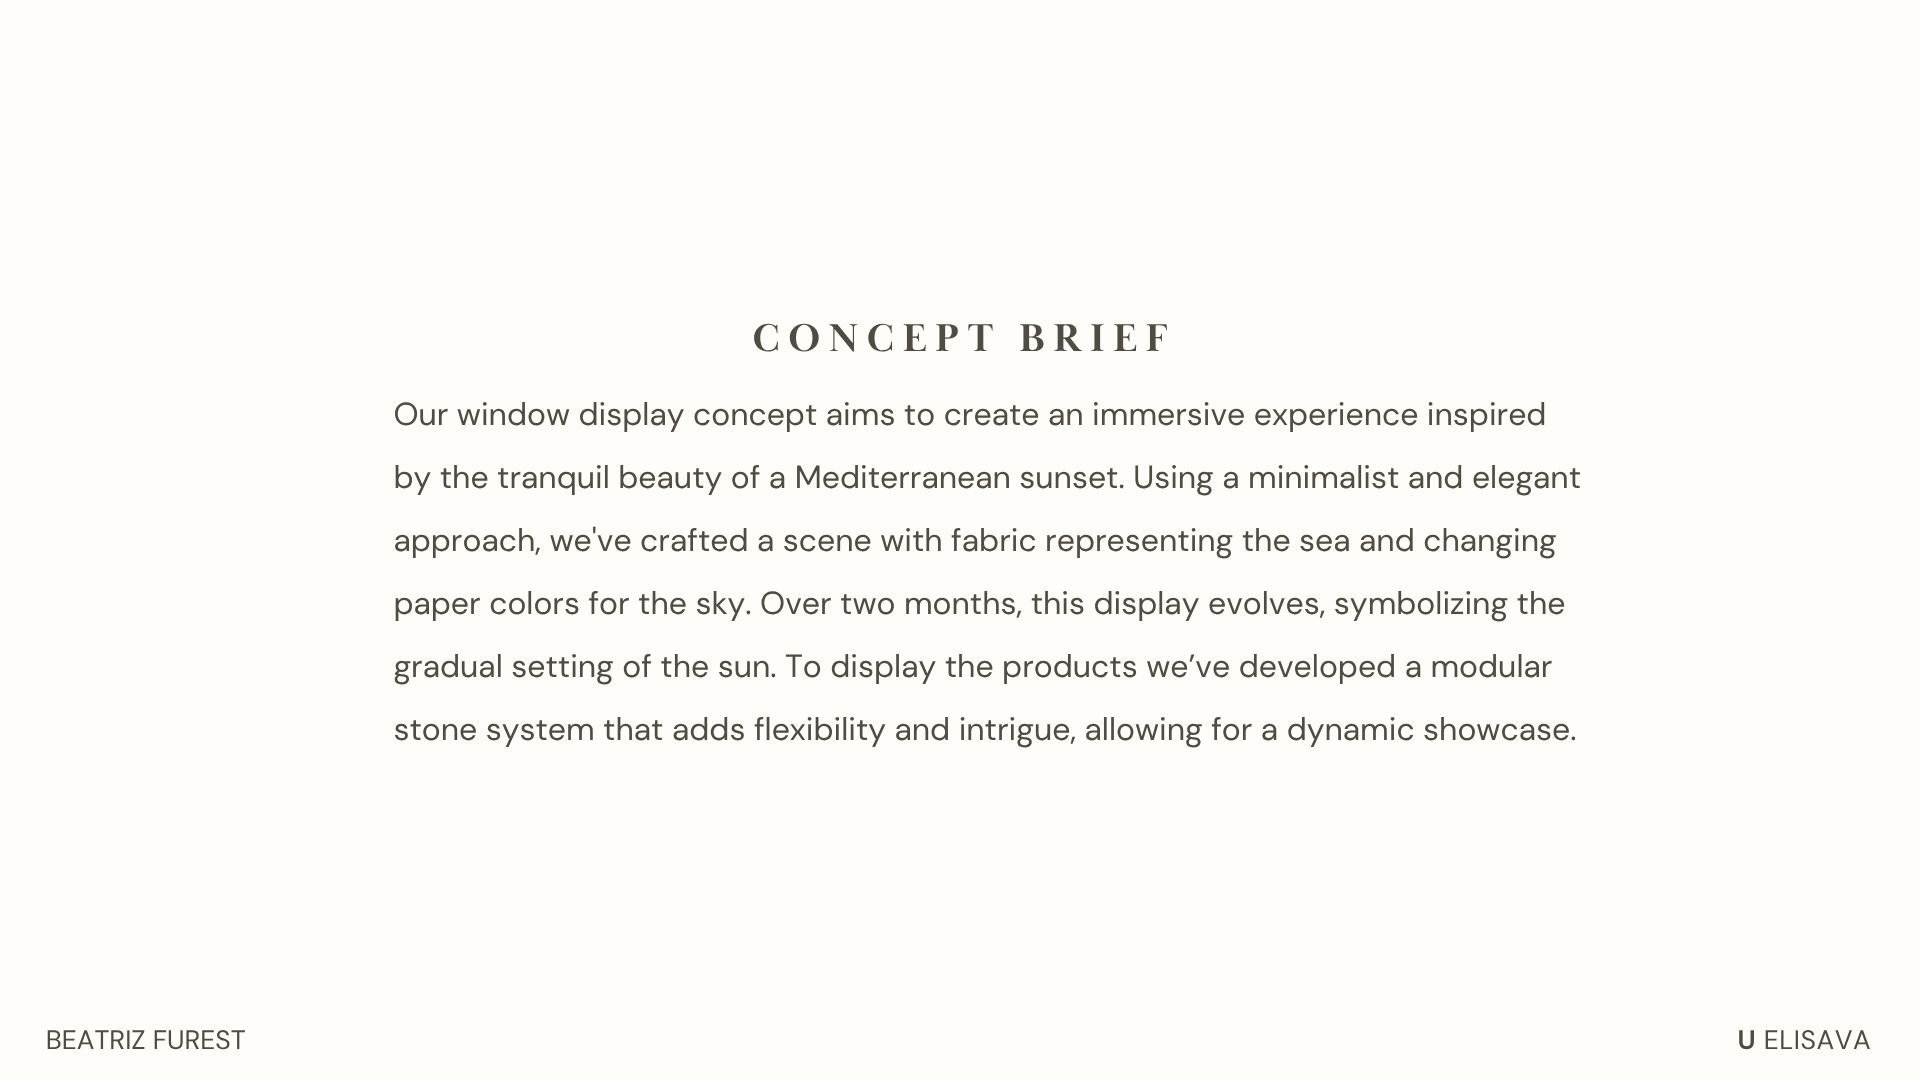 CONCEPT BRIEF
Our window display concept aims to create an immersive experience inspired
by the tranquil beauty of a Mediterranean sunset. Using a minimalist and elegant
approach, we've crafted a scene with fabric representing the sea and changing
paper colors for the sky. Over two months, this display evolves, symbolizing the
gradual setting of the sun. To display the products we’ve developed a modular
stone system that adds flexibility and intrigue, allowing for a dynamic showcase.
BEATRIZ FUREST
U ELISAVA